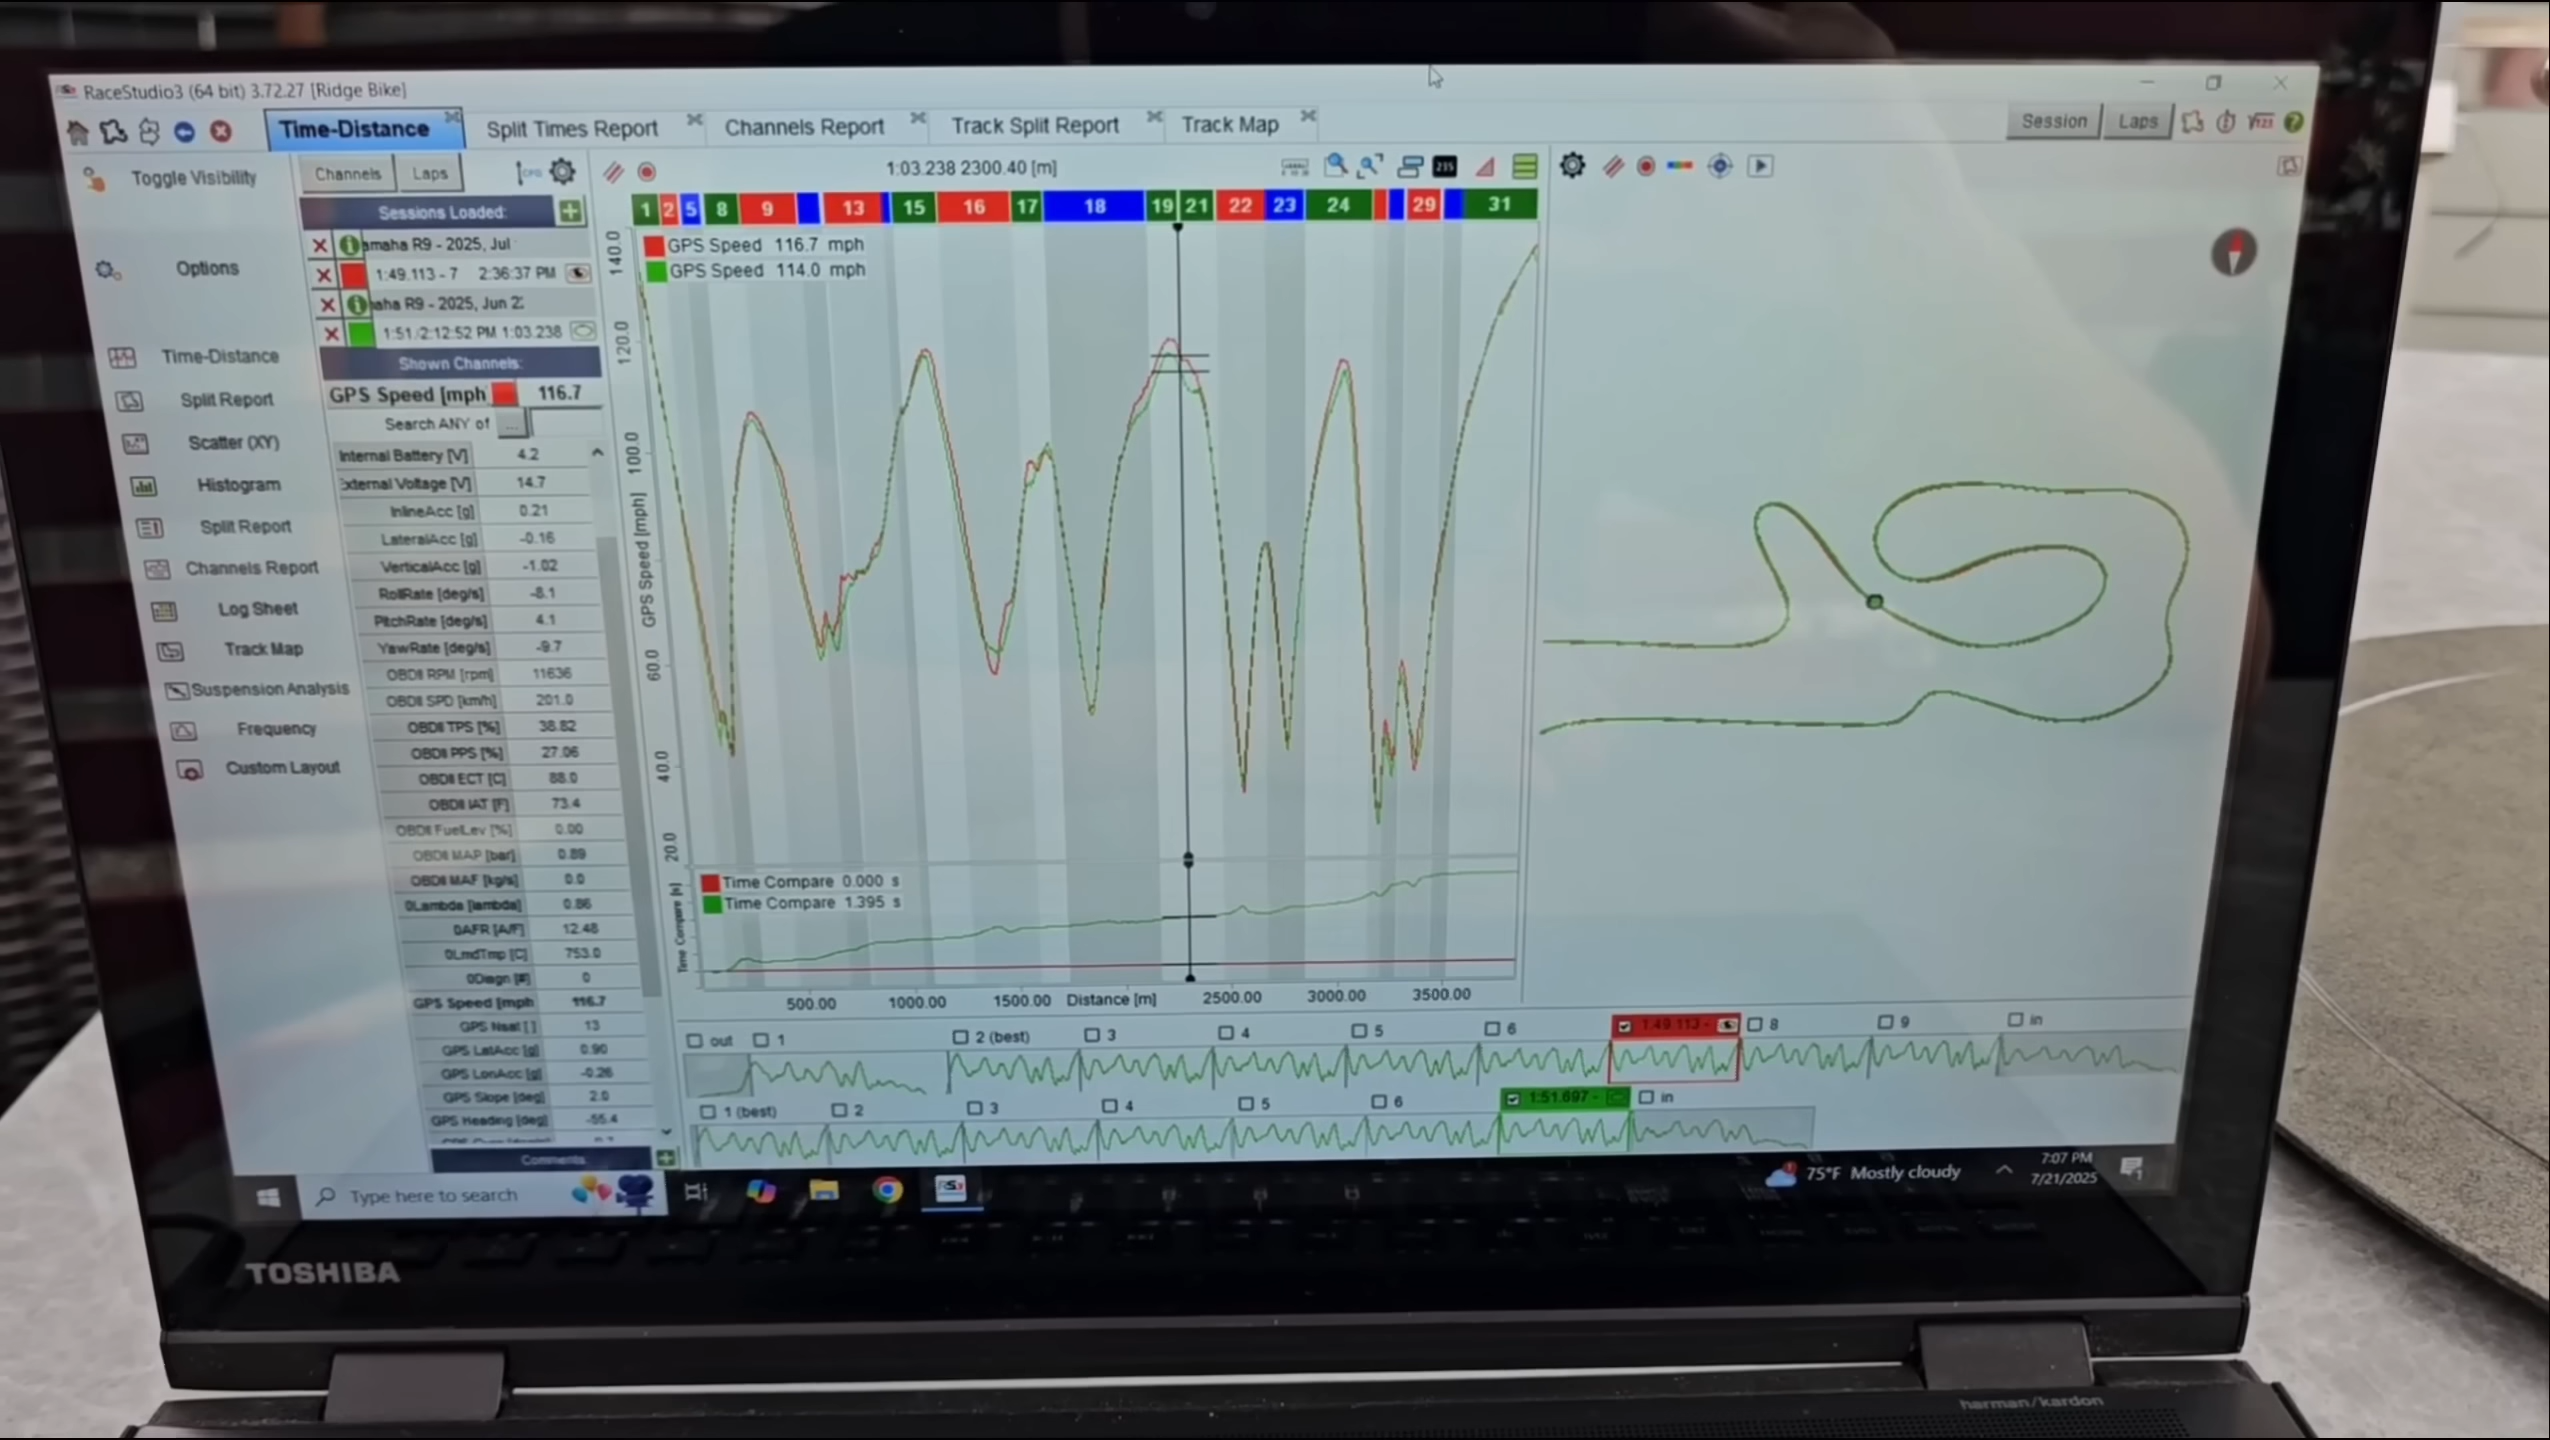 RaceStudio3 (64 bit) 3.72.27 [Ridge Bike]
Time-Distance
Split Times Report
Channels Report
Track Split Report
Track Map
Session
Laps
Toggle Visibility
Options
Time-Distance
Split Report
Scatter (XY)
Histogram
Split Report
Channels Report
Log Sheet
Track Map
Suspension Analysis
Frequency
Custom Layout
Channels
Laps
CFG
Sessions Loaded:
amaha R9 - 2025, Jul
1:49.113 - 7 2:36:37 PM
aha R9 - 2025, Jun 2
1:51 2:12:52 PM 1:03.238
Shown Channels:
GPS Speed [mph 116.7
Search ANY of ...
Internal Battery [V] 4.2
External Voltage [V] 14.7
InlineAcc [g] 0.21
LateralAcc [g] -0.16
VerticalAcc [g] -1.02
RollRate [deg/s] -8.1
PitchRate [deg/s] 4.1
YawRate [deg/s] -9.7
OBDII RPM [rpm] 11636
OBDII SPD [km/h] 201.0
OBDII TPS [%] 38.82
OBDII PPS [%] 27.06
OBDII ECT [C] 88.0
OBDII IAT [F] 73.4
OBDII FuelLev [%] 0.00
OBDII MAP [bar] 0.89
OBDII MAF [kg/s] 0.0
0Lambda [lambda] 0.86
0AFR [A/F] 12.48
0LmdTmp [C] 753.0
0Diagn [#] 0
GPS Speed [mph 116.7
GPS Nsat [] 13
GPS LatAcc [g] 0.90
GPS LonAcc [g] -0.26
GPS Slope [deg] 2.0
GPS Heading [deg] -55.4
Comments
1:03.238 2300.40 [m]
235
1 2 5 8 9 13 15 16 17 18 19 21 22 23 24 29 31
GPS Speed 116.7 mph
GPS Speed 114.0 mph
140.0
120.0
100.0
GPS Speed [mph]
60.0
40.0
20.0
Time Compare 0.000 s
Time Compare 1.395 s
Time Compare [s]
500.00 1000.00 1500.00 Distance [m] 2500.00 3000.00 3500.00
out 1 2 (best) 3 4 5 6 1:49.113 - 8 9 in
1 (best) 2 3 4 5 6 1:51.697 - in
Type here to search
RS3
75°F Mostly cloudy
7:07 PM
7/21/2025
TOSHIBA
harman/kardon